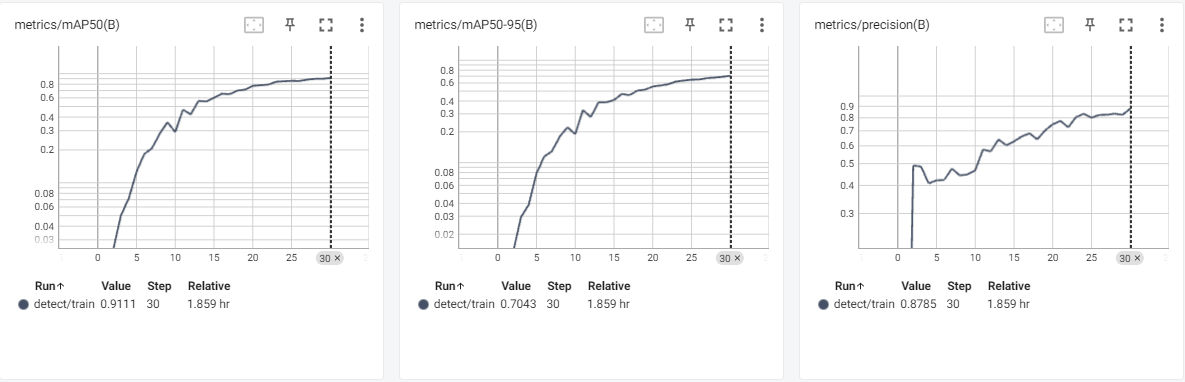 metrics/mAP50(B)
0.8
0.6
0.4
0.3
0.2
0.08
0.06
0.04
0.03
0 5 10 15 20 25 30 ×
Run↑ Value Step Relative
detect/train 0.9111 30 1.859 hr
metrics/mAP50-95(B)
0.8
0.6
0.4
0.3
0.2
0.08
0.06
0.04
0.03
0.02
0 5 10 15 20 25 30 ×
Run↑ Value Step Relative
detect/train 0.7043 30 1.859 hr
metrics/precision(B)
0.9
0.8
0.7
0.6
0.5
0.4
0.3
0 5 10 15 20 25 30 ×
Run↑ Value Step Relative
detect/train 0.8785 30 1.859 hr